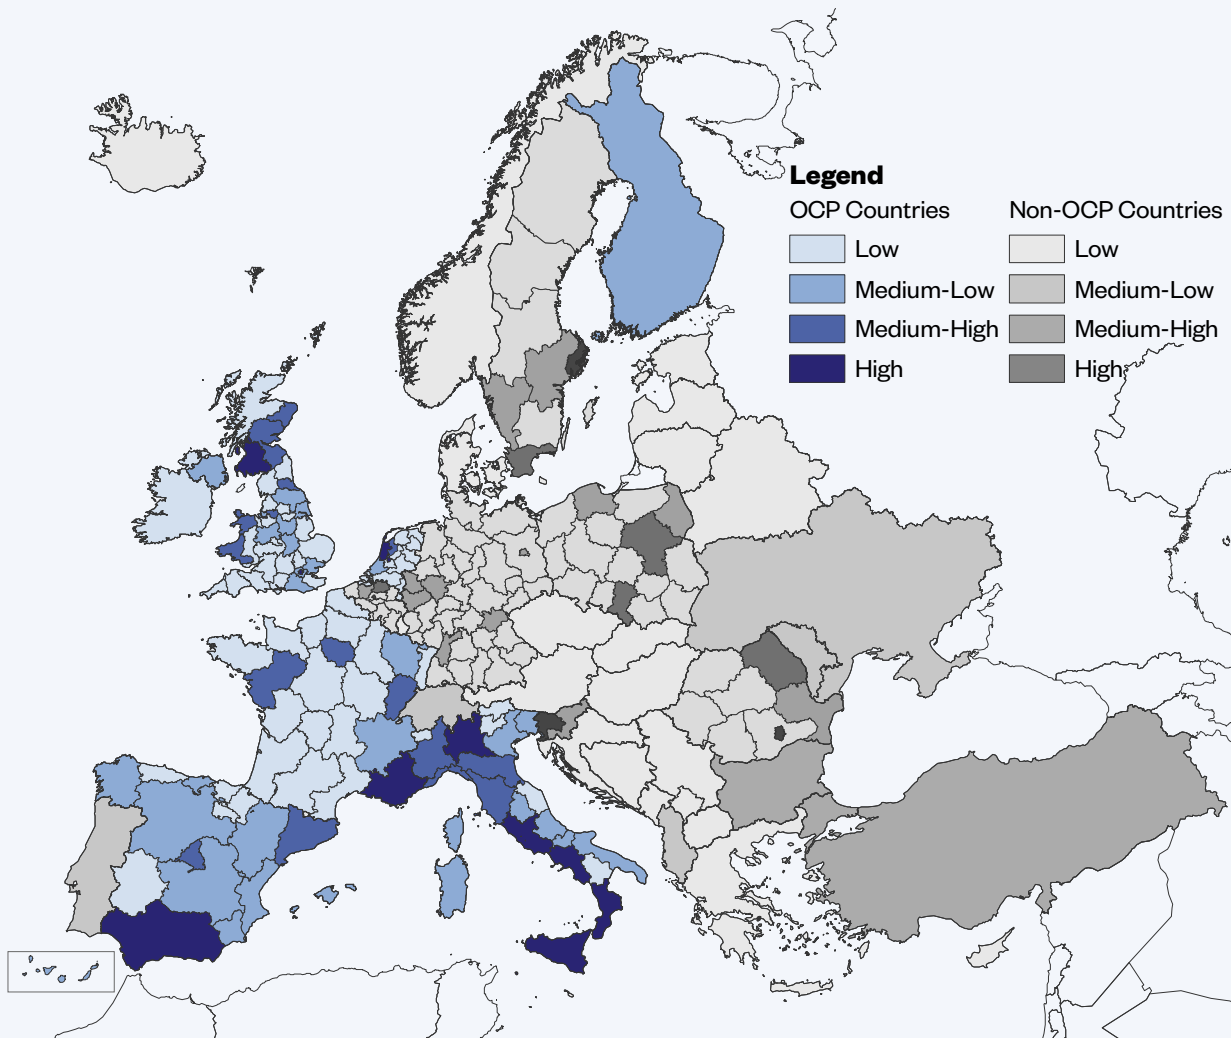 Legend
OCP Countries
Low
Medium-Low
Medium-High
High
Non-OCP Countries
Low
Medium-Low
Medium-High
High